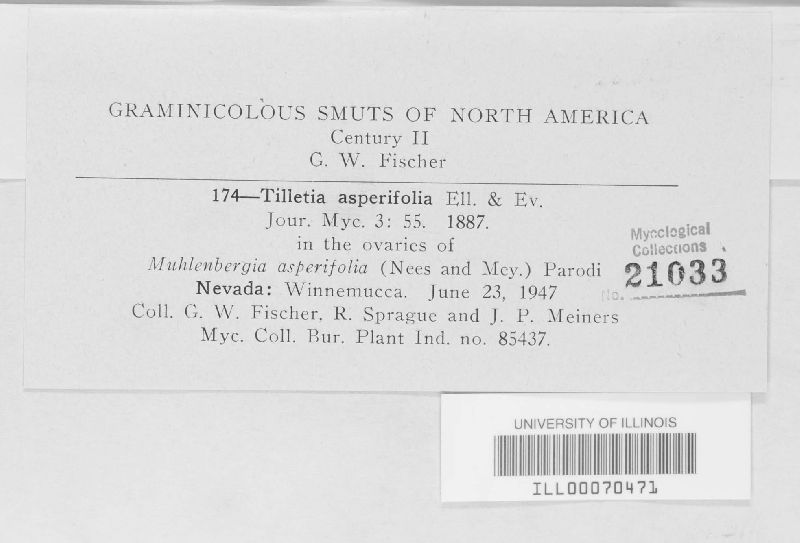 GRAMINICOLOUS SMUTS OF NORTH AMERICA
Century II
G. W. Fischer
174—Tilletia asperifolia Ell. & Ev.
Jour. Myc. 3: 55. 1887.
in the ovaries of
Muhlenbergia asperifolia (Nees and Mey.) Parodi
Nevada: Winnemucca. June 23, 1947
Coll. G. W. Fischer, R. Sprague and J. P. Meiners
Myc. Coll. Bur. Plant Ind. no. 85437.
Mycological
Collections
No. 21033
UNIVERSITY OF ILLINOIS
ILL00070471